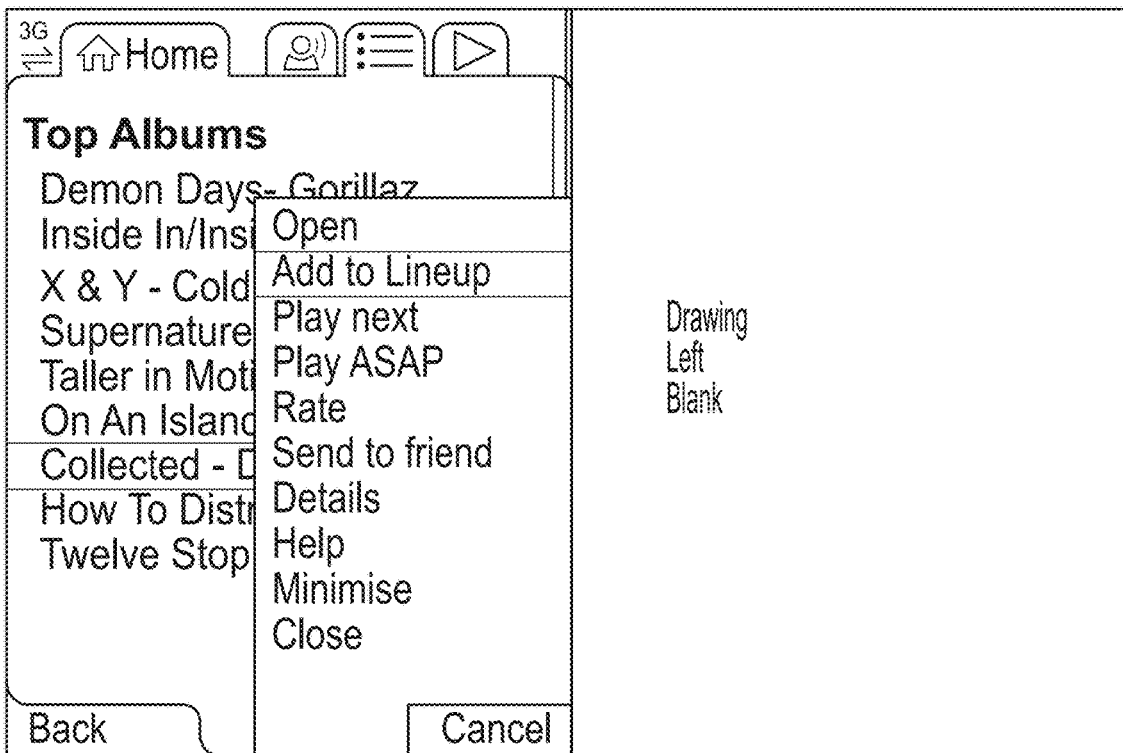 3G
Home
Top Albums
Demon Days- Gorillaz
Inside In/Insi
X & Y - Cold
Supernature
Taller in Moti
On An Island
Collected - D
How To Distr
Twelve Stop
Open
Add to Lineup
Play next
Play ASAP
Rate
Send to friend
Details
Help
Minimise
Close
Back
Cancel
Drawing
Left
Blank